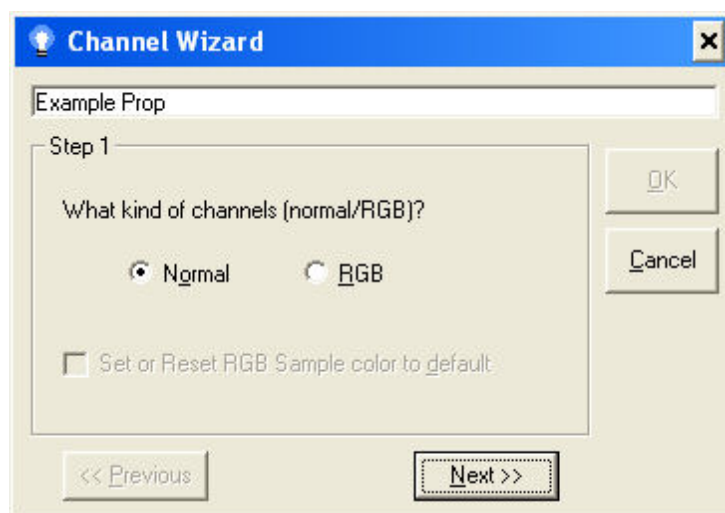 Channel Wizard
Example Prop
Step 1
OK
What kind of channels (normal/RGB)?
Normal RGB
Cancel
Set or Reset RGB Sample color to default
<< Previous Next >>